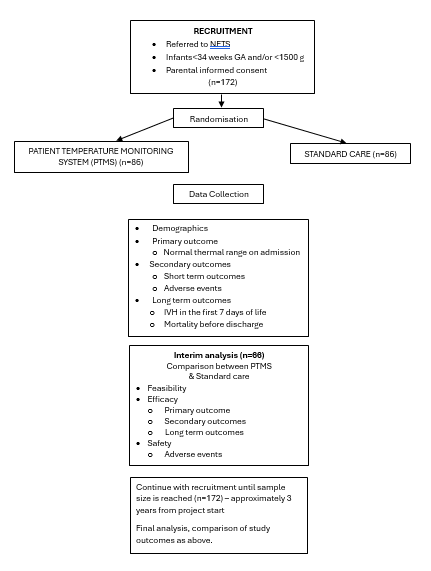 RECRUITMENT
• Referred to NETS
• Infants<34 weeks GA and/or <1500 g
• Parental informed consent
(n=172)
Randomisation
PATIENT TEMPERATURE MONITORING
SYSTEM (PTMS) (n=86)
STANDARD CARE (n=86)
Data Collection
• Demographics
• Primary outcome
o Normal thermal range on admission
• Secondary outcomes
o Short term outcomes
o Adverse events
• Long term outcomes
o IVH in the first 7 days of life
o Mortality before discharge
Interim analysis (n=66)
Comparison between PTMS
& Standard care
• Feasibility
• Efficacy
o Primary outcome
o Secondary outcomes
o Long term outcomes
• Safety
o Adverse events
Continue with recruitment until sample
size is reached (n=172) – approximately 3
years from project start
Final analysis, comparison of study
outcomes as above.